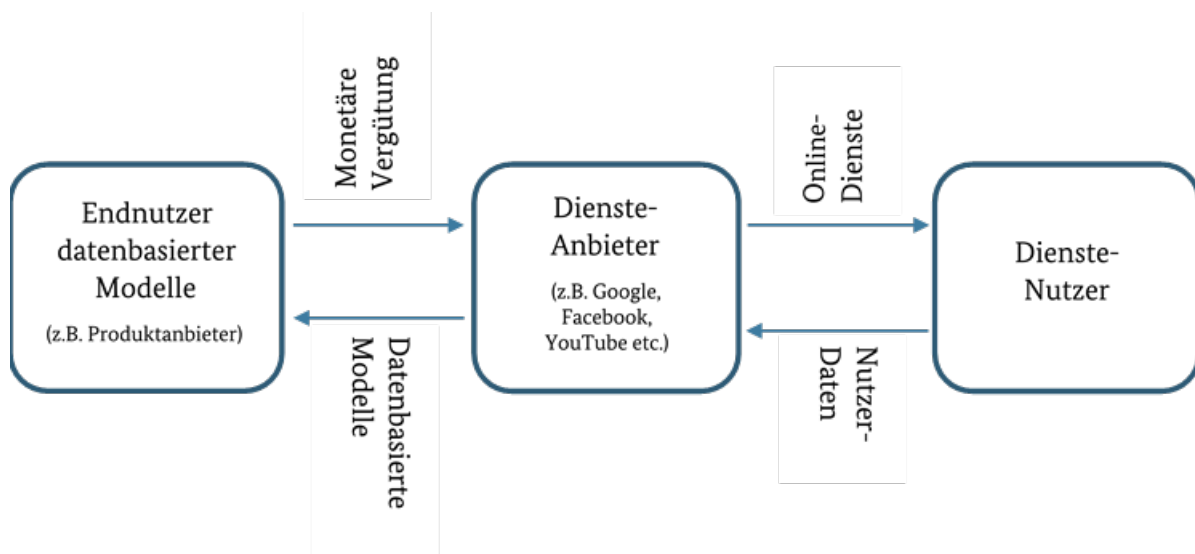 Monetäre
Vergütung
Online-
Dienste
Endnutzer
datenbasierter
Modelle
(z.B. Produktanbieter)
Dienste-
Anbieter
(z.B. Google,
Facebook,
YouTube etc.)
Dienste-
Nutzer
Datenbasierte
Modelle
Nutzer-
Daten